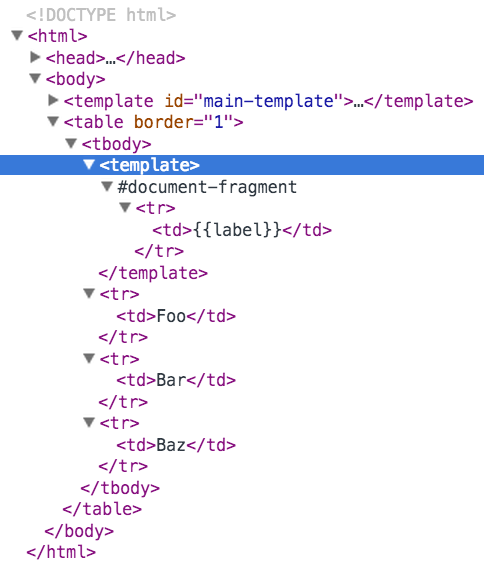 <!DOCTYPE html>
<html>
<head>…</head>
<body>
<template id="main-template">…</template>
<table border="1">
<tbody>
<template>
#document-fragment
<tr>
<td>{{label}}</td>
</tr>
</template>
<tr>
<td>Foo</td>
</tr>
<tr>
<td>Bar</td>
</tr>
<tr>
<td>Baz</td>
</tr>
</tbody>
</table>
</body>
</html>